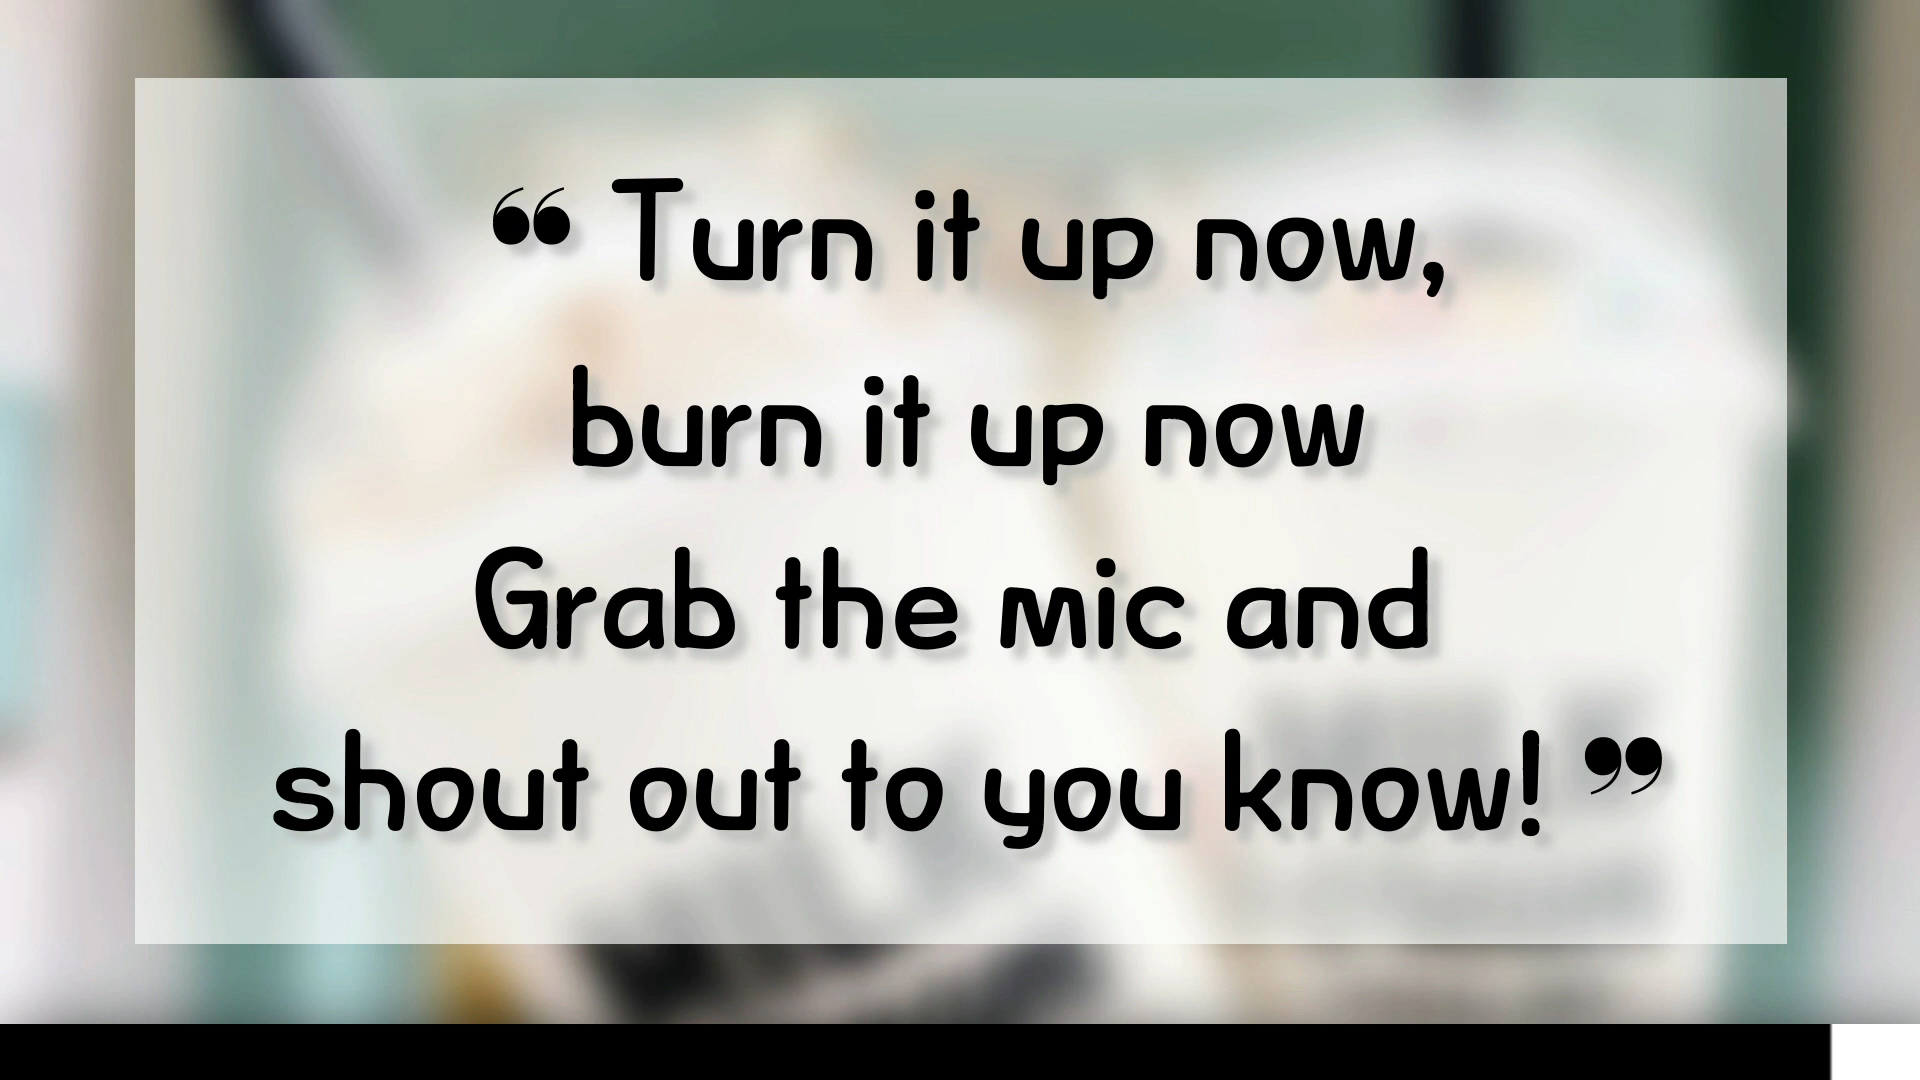 ❝ Turn it up now,
burn it up now
Grab the mic and
shout out to you know! ❞